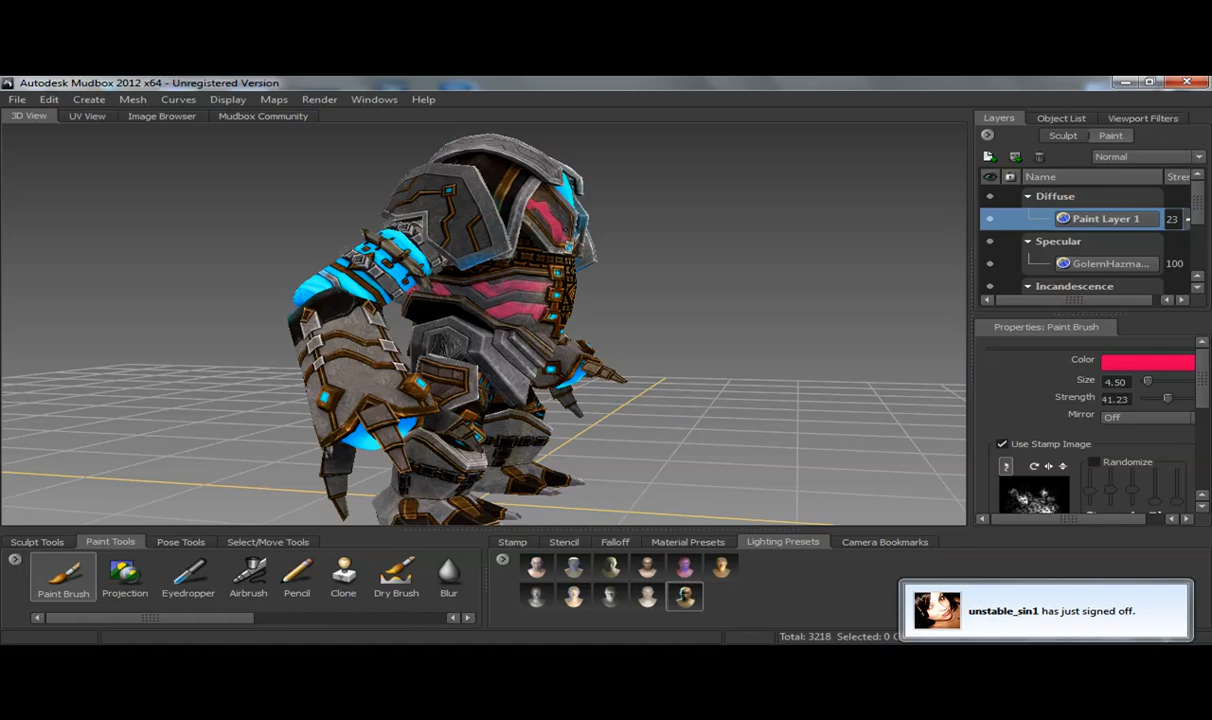 Autodesk Mudbox 2012 x64 - Unregistered Version
File Edit Create Mesh Curves Display Maps Render Windows Help
3D View UV View Image Browser Mudbox Community
Layers Object List Viewport Filters
Sculpt Paint
Normal
Name Stren
Diffuse
Paint Layer 1 23
Specular
GolemHazma... 100
Incandescence
Properties: Paint Brush
Color
Size 4.50
Strength 41.23
Mirror Off
Use Stamp Image
Randomize
Sculpt Tools Paint Tools Pose Tools Select/Move Tools
Stamp Stencil Falloff Material Presets Lighting Presets Camera Bookmarks
Paint Brush Projection Eyedropper Airbrush Pencil Clone Dry Brush Blur
unstable_sin1 has just signed off.
Total: 3218 Selected: 0